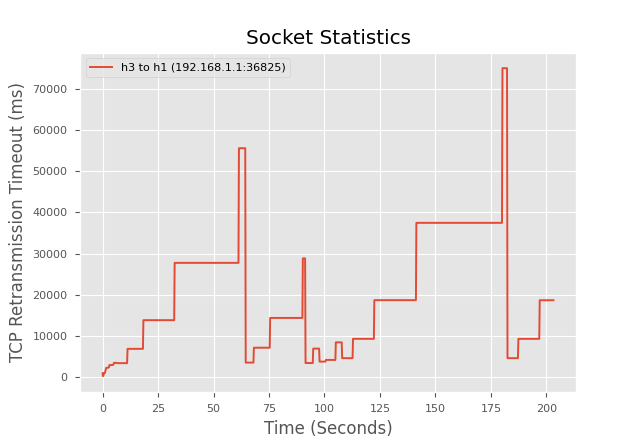 Socket Statistics
h3 to h1 (192.168.1.1:36825)
TCP Retransmission Timeout (ms)
70000
60000
50000
40000
30000
20000
10000
0
0 25 50 75 100 125 150 175 200
Time (Seconds)